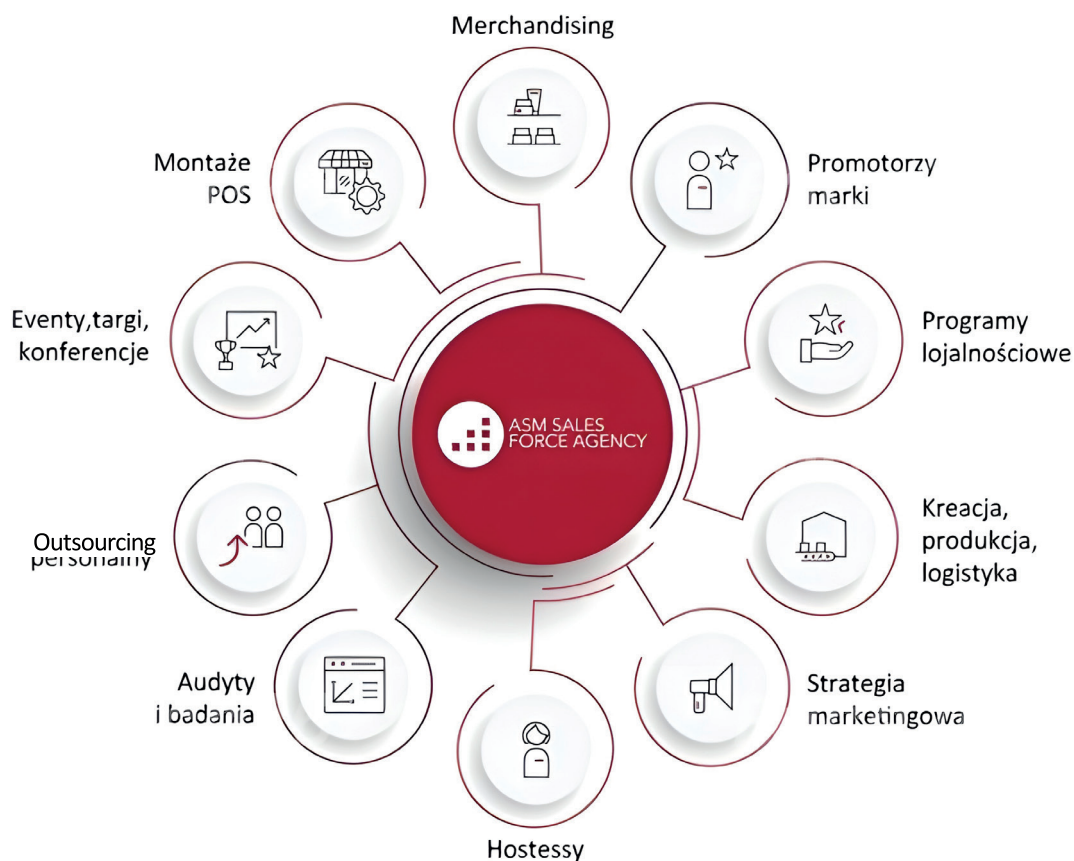 Merchandising
Promotorzy
marki
Programy
lojalnościowe
Kreacja,
produkcja,
logistyka
Strategia
marketingowa
Hostessy
Audyty
i badania
Outsourcing
personalny
Eventy,targi,
konferencje
Montaże
POS
ASM SALES
FORCE AGENCY